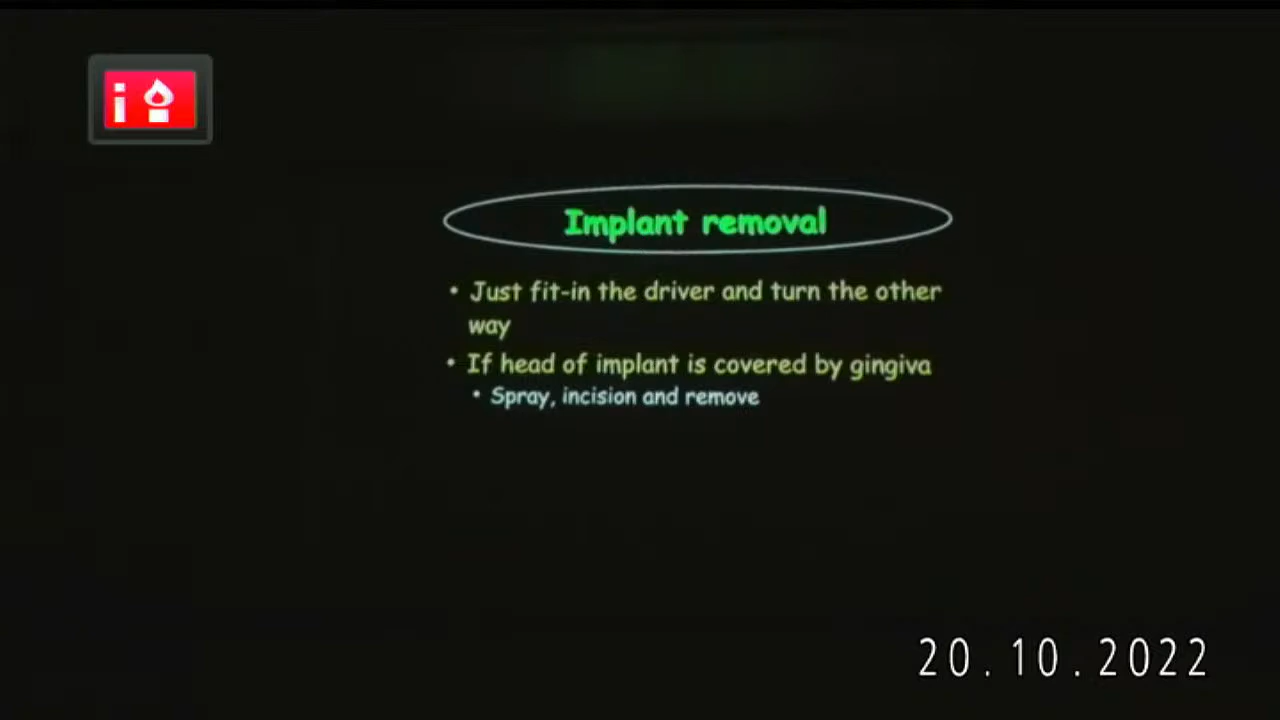 Implant removal
• Just fit-in the driver and turn the other
way
• If head of implant is covered by gingiva
• Spray, incision and remove
20.10.2022